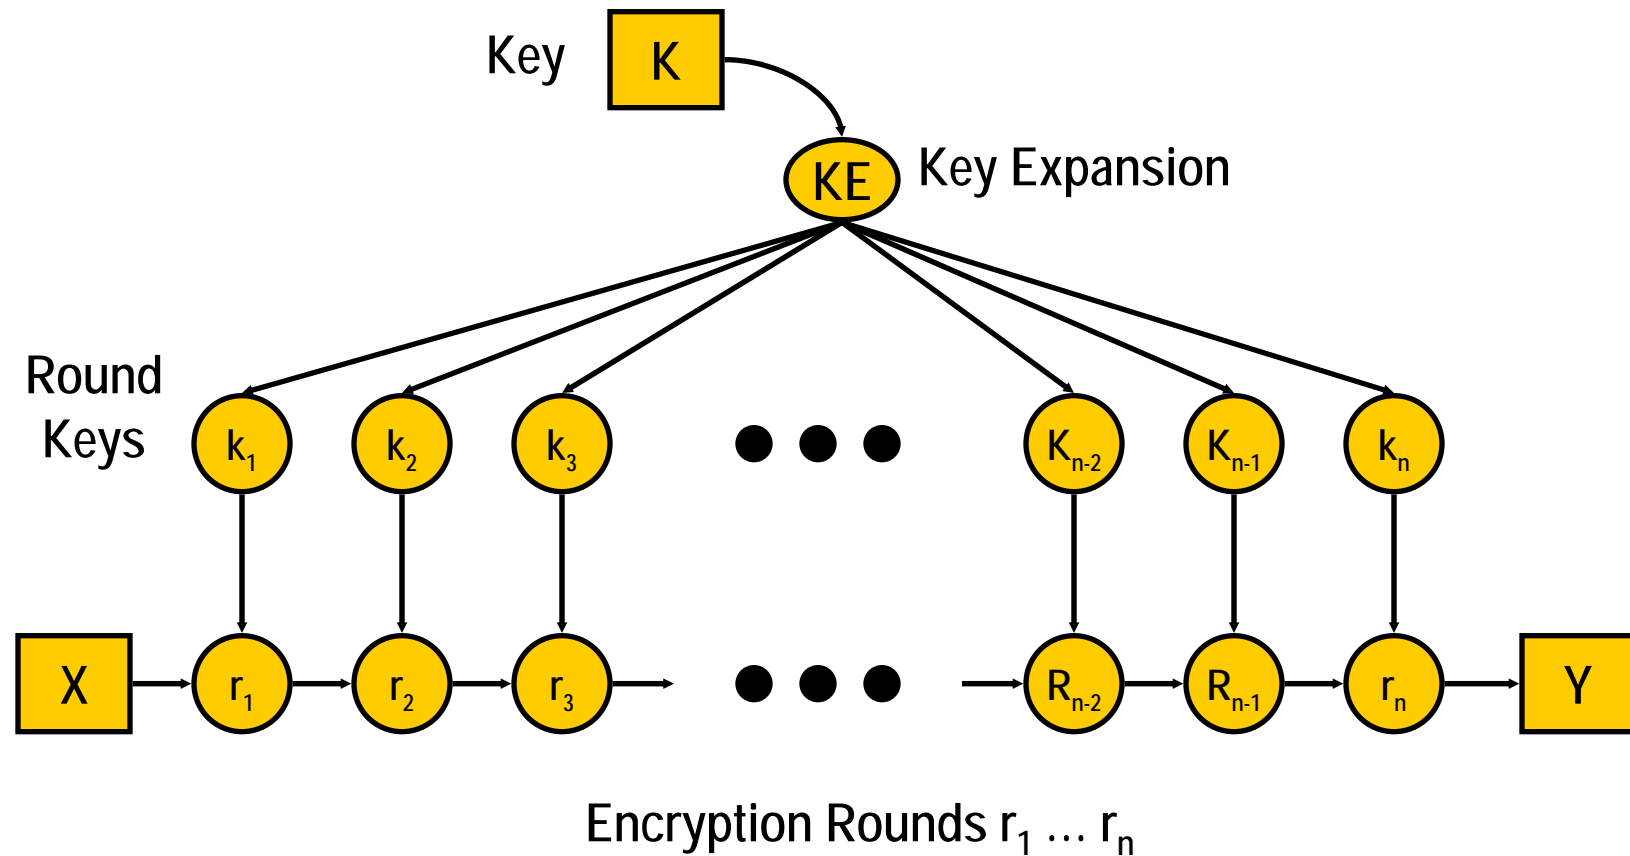 Key K
KE Key Expansion
Round
Keys
k₁ k₂ k₃ Kₙ₋₂ Kₙ₋₁ kₙ
X r₁ r₂ r₃ Rₙ₋₂ Rₙ₋₁ rₙ Y
Encryption Rounds r₁ ... rₙ